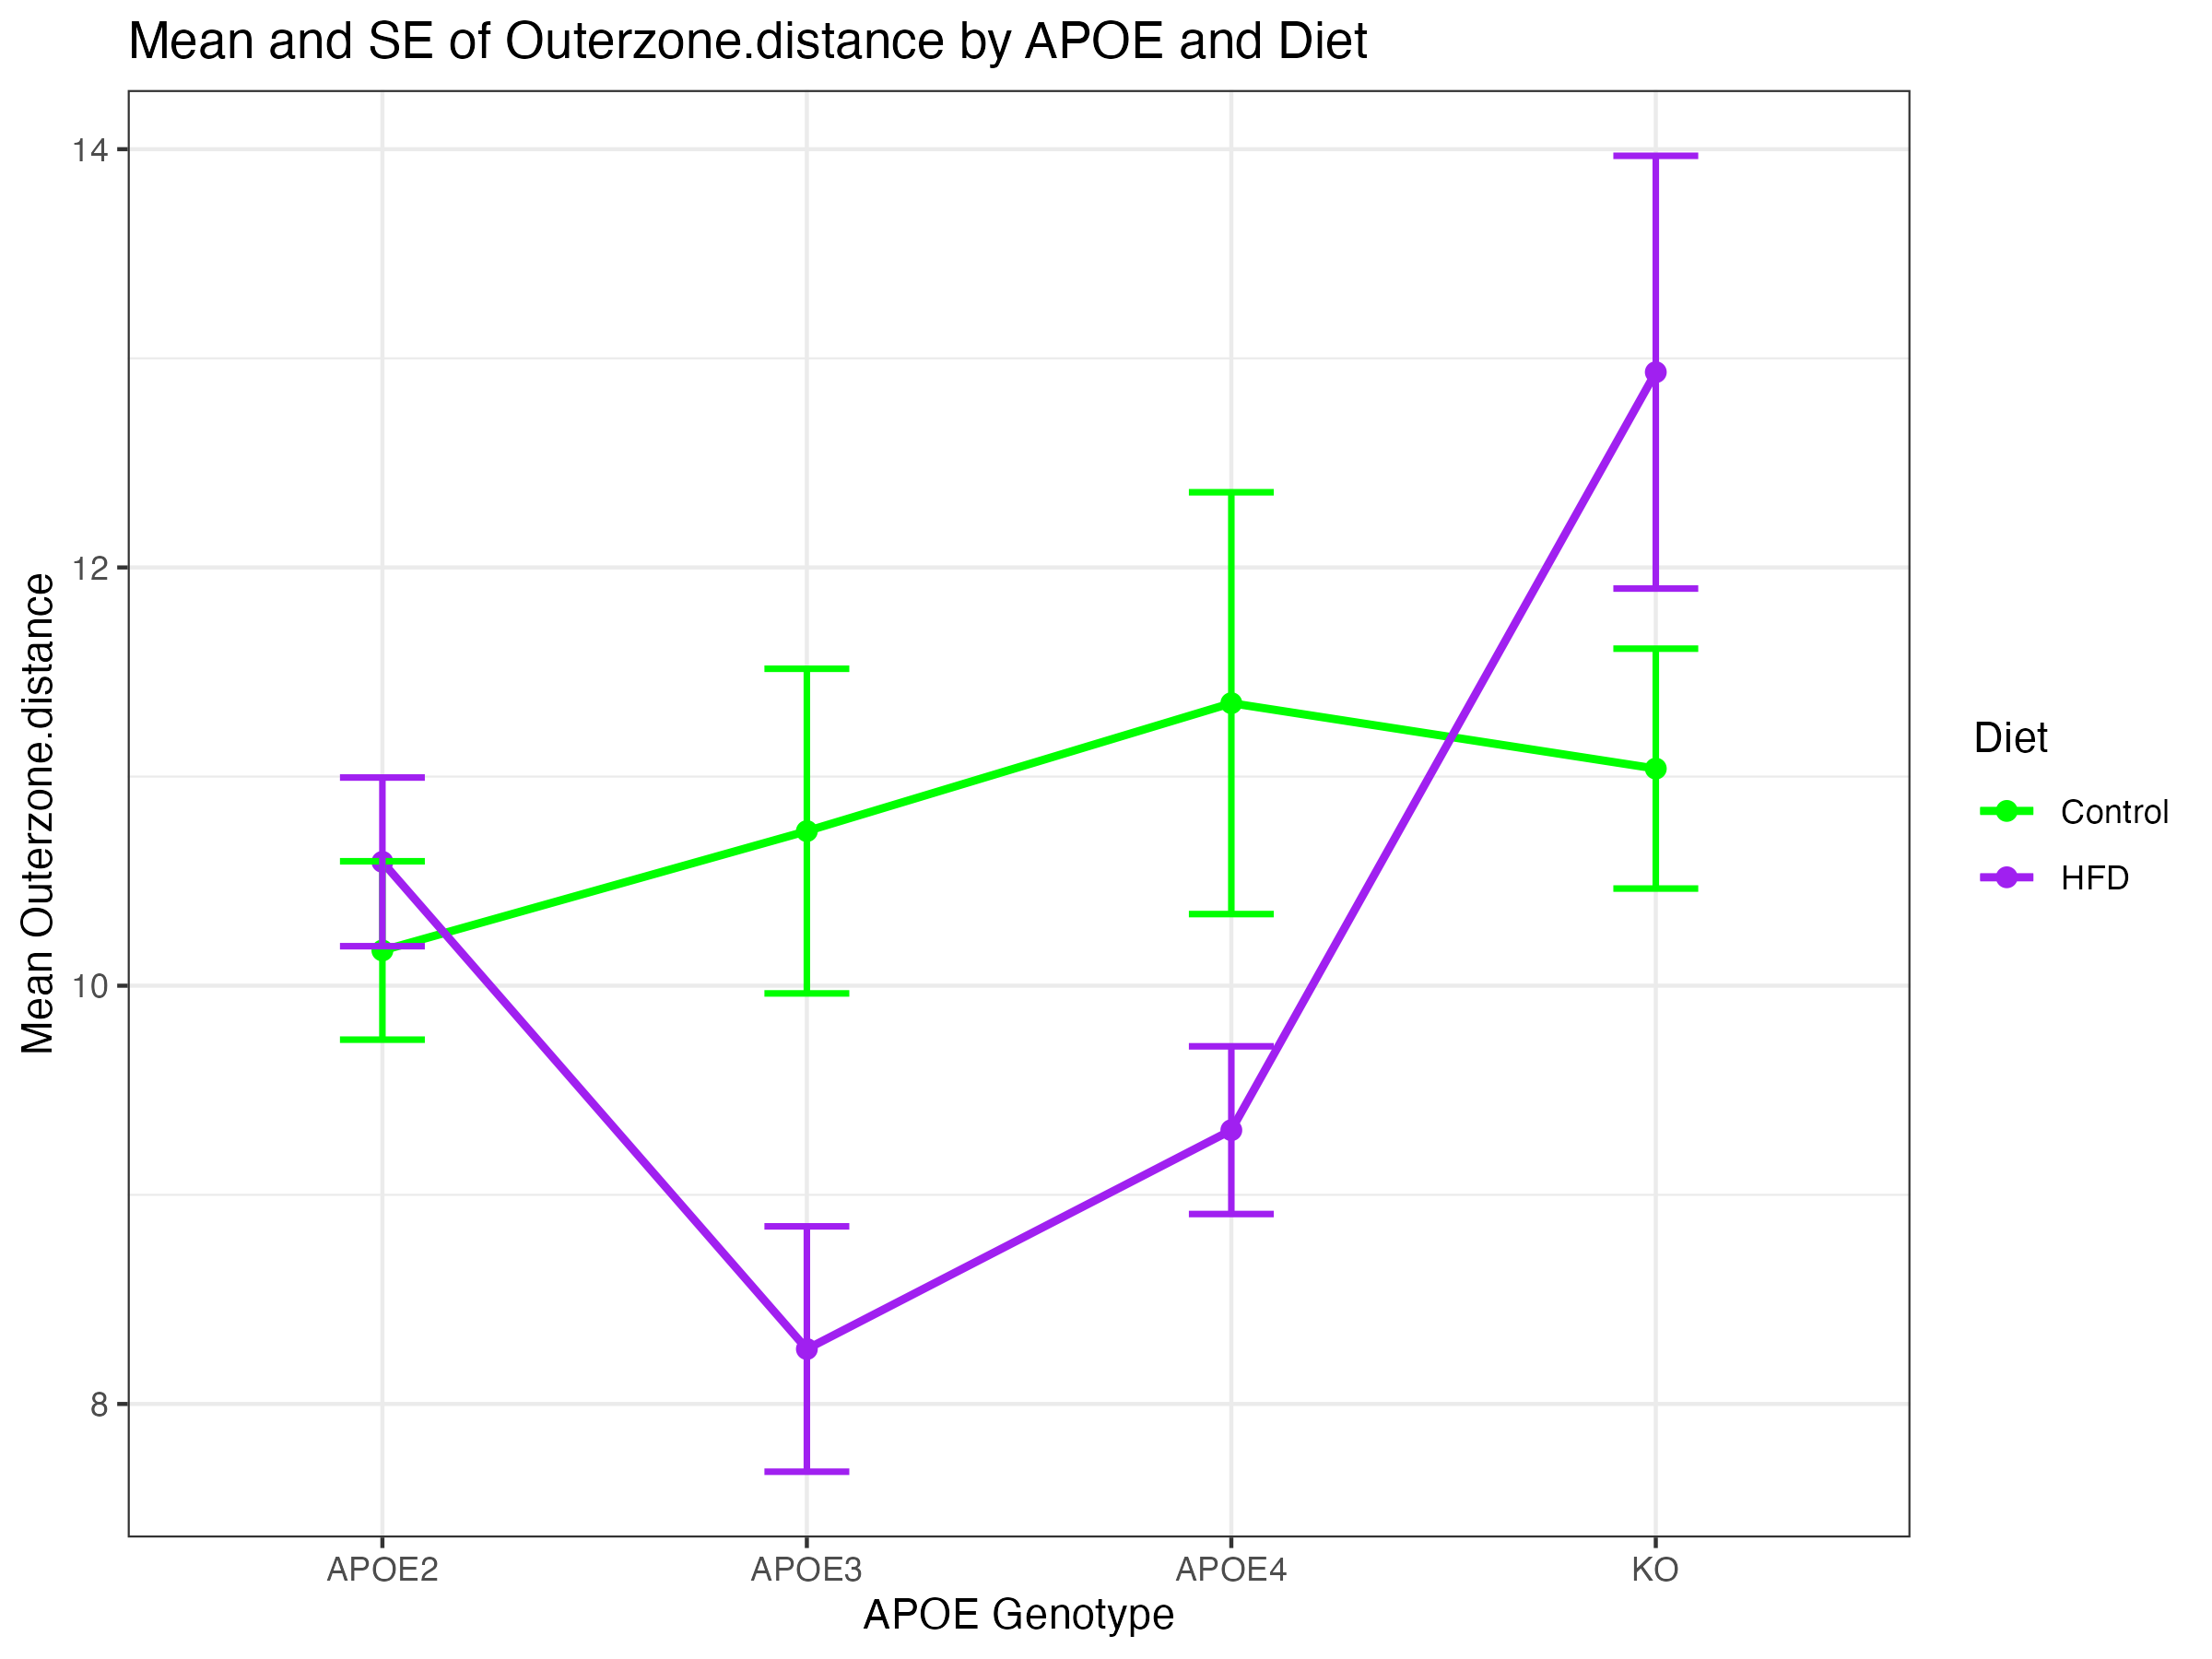 Mean and SE of Outerzone.distance by APOE and Diet
Mean Outerzone.distance
14
12
10
8
APOE2
APOE3
APOE4
KO
APOE Genotype
Diet
Control
HFD